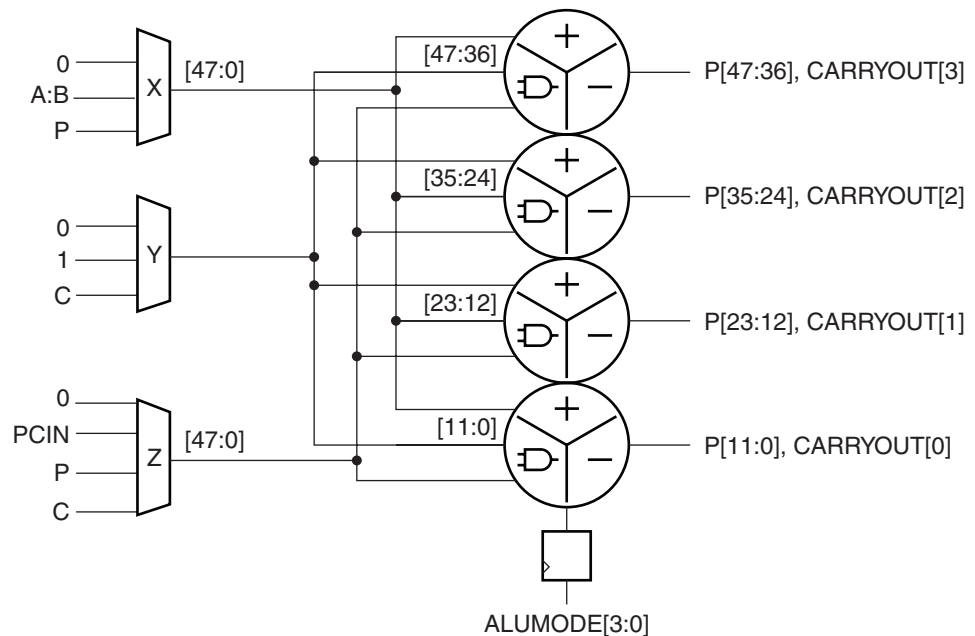 0
A:B
P
X
[47:0]
0
1
C
Y
0
PCIN
P
C
Z
[47:0]
[47:36]
+
−
P[47:36], CARRYOUT[3]
[35:24]
+
−
P[35:24], CARRYOUT[2]
[23:12]
+
−
P[23:12], CARRYOUT[1]
[11:0]
+
−
P[11:0], CARRYOUT[0]
ALUMODE[3:0]